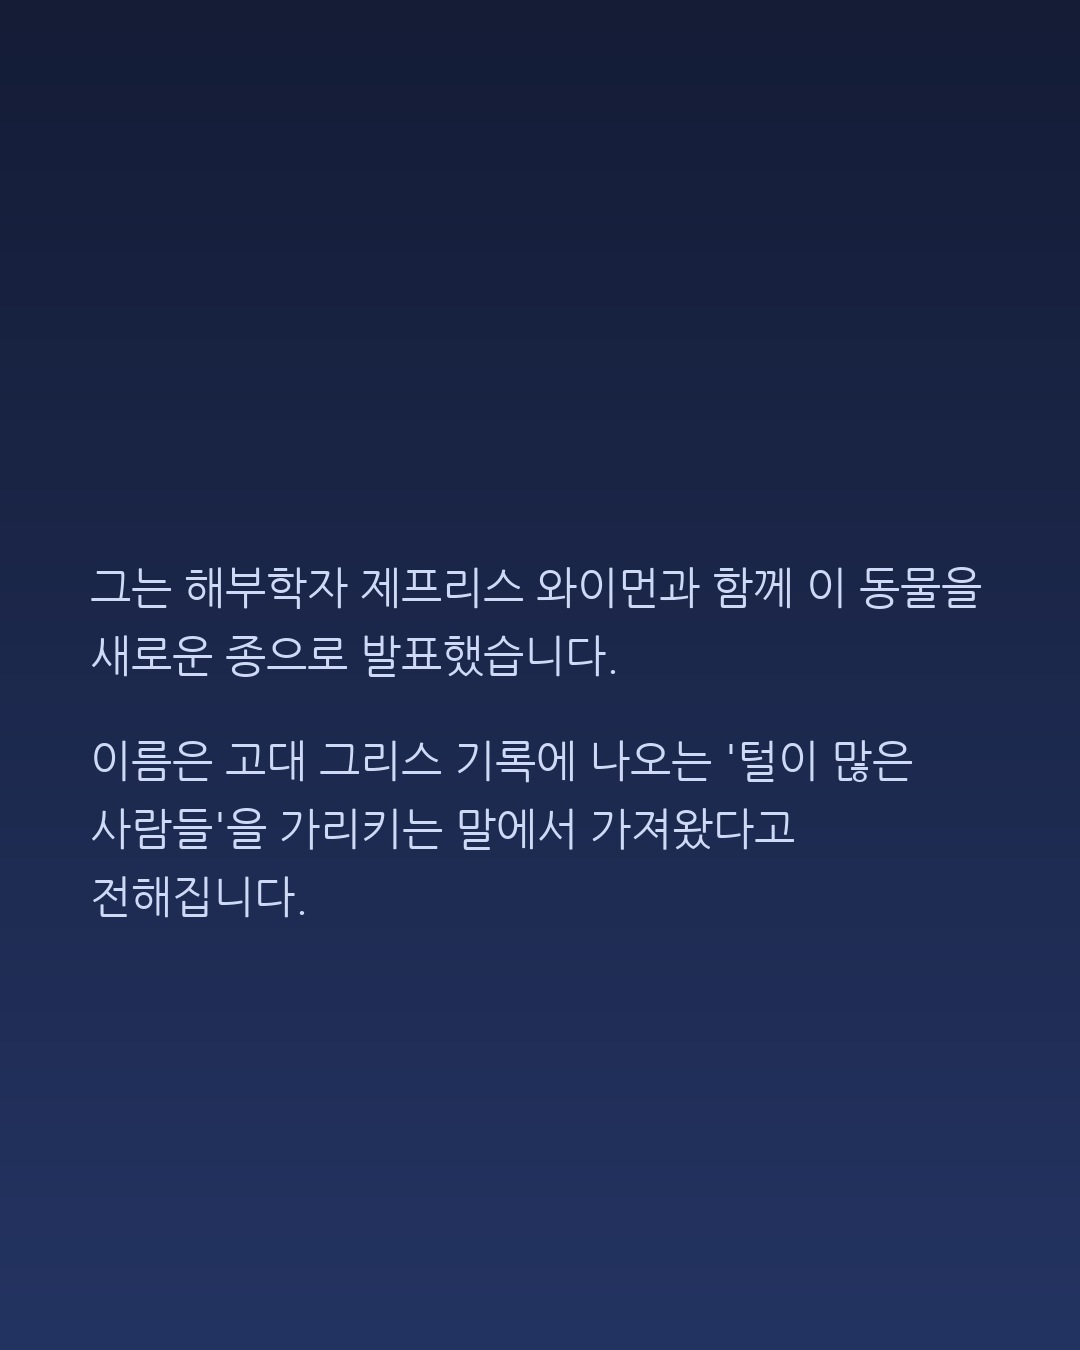 그는 해부학자 제프리스 와이먼과 함께 이 동물을
새로운 종으로 발표했습니다.
이름은 고대 그리스 기록에 나오는 '털이 많은
사람들'을 가리키는 말에서 가져왔다고
전해집니다.